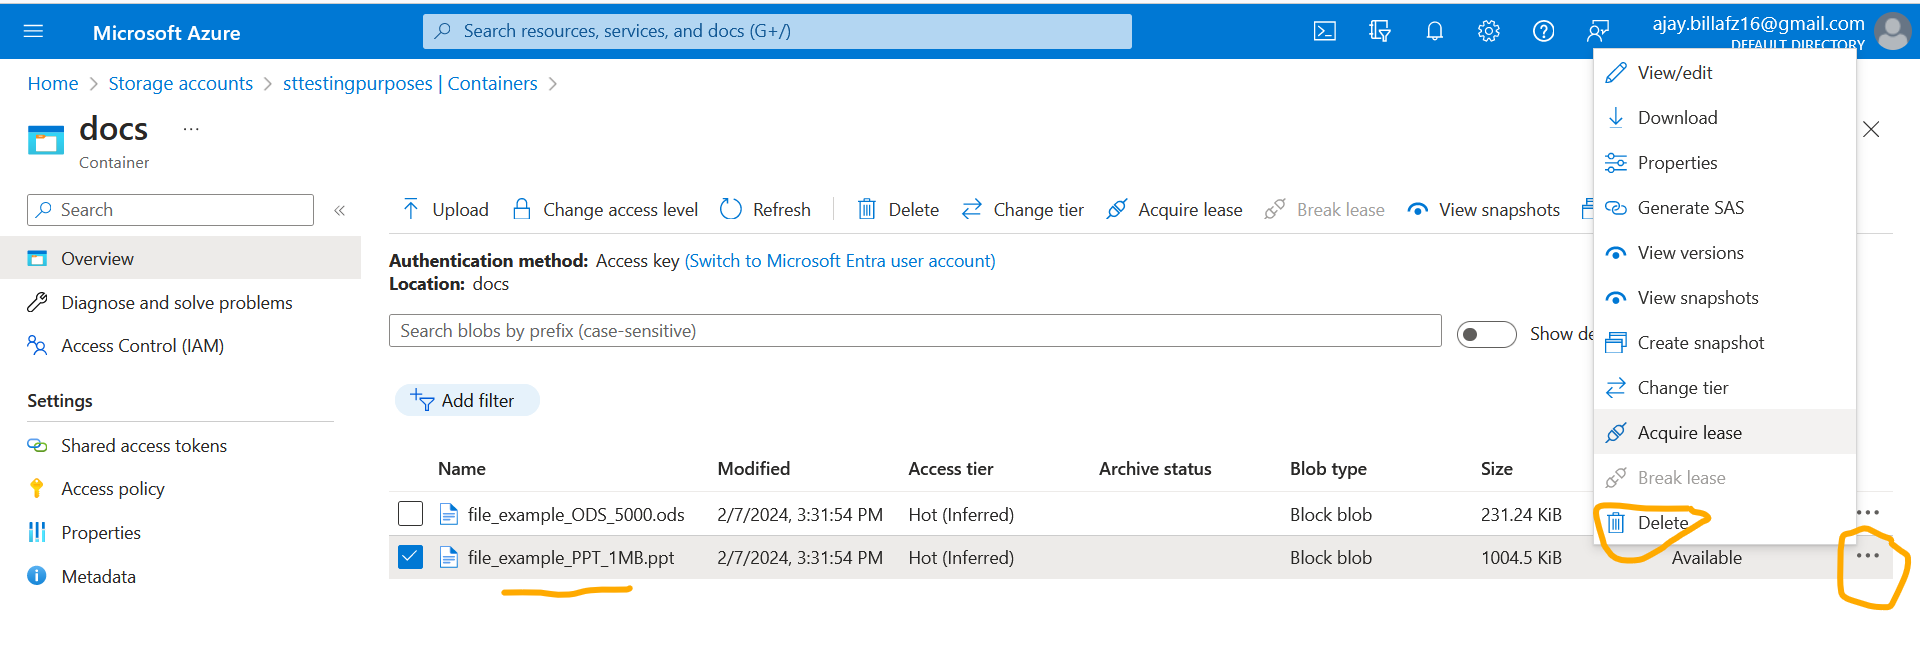 Microsoft Azure
Search resources, services, and docs (G+/)
ajay.billafz16@gmail.com
DEFAULT DIRECTORY
Home > Storage accounts > sttestingpurposes | Containers >
docs ...
Container
Search «
Overview
Diagnose and solve problems
Access Control (IAM)
Settings
Shared access tokens
Access policy
Properties
Metadata
Upload Change access level Refresh Delete Change tier Acquire lease Break lease View snapshots
Authentication method: Access key (Switch to Microsoft Entra user account)
Location: docs
Search blobs by prefix (case-sensitive)
Show de
Add filter
Name Modified Access tier Archive status Blob type Size
file_example_ODS_5000.ods 2/7/2024, 3:31:54 PM Hot (Inferred) Block blob 231.24 KiB ...
file_example_PPT_1MB.ppt 2/7/2024, 3:31:54 PM Hot (Inferred) Block blob 1004.5 KiB Available ...
View/edit
Download
Properties
Generate SAS
View versions
View snapshots
Create snapshot
Change tier
Acquire lease
Break lease
Delete